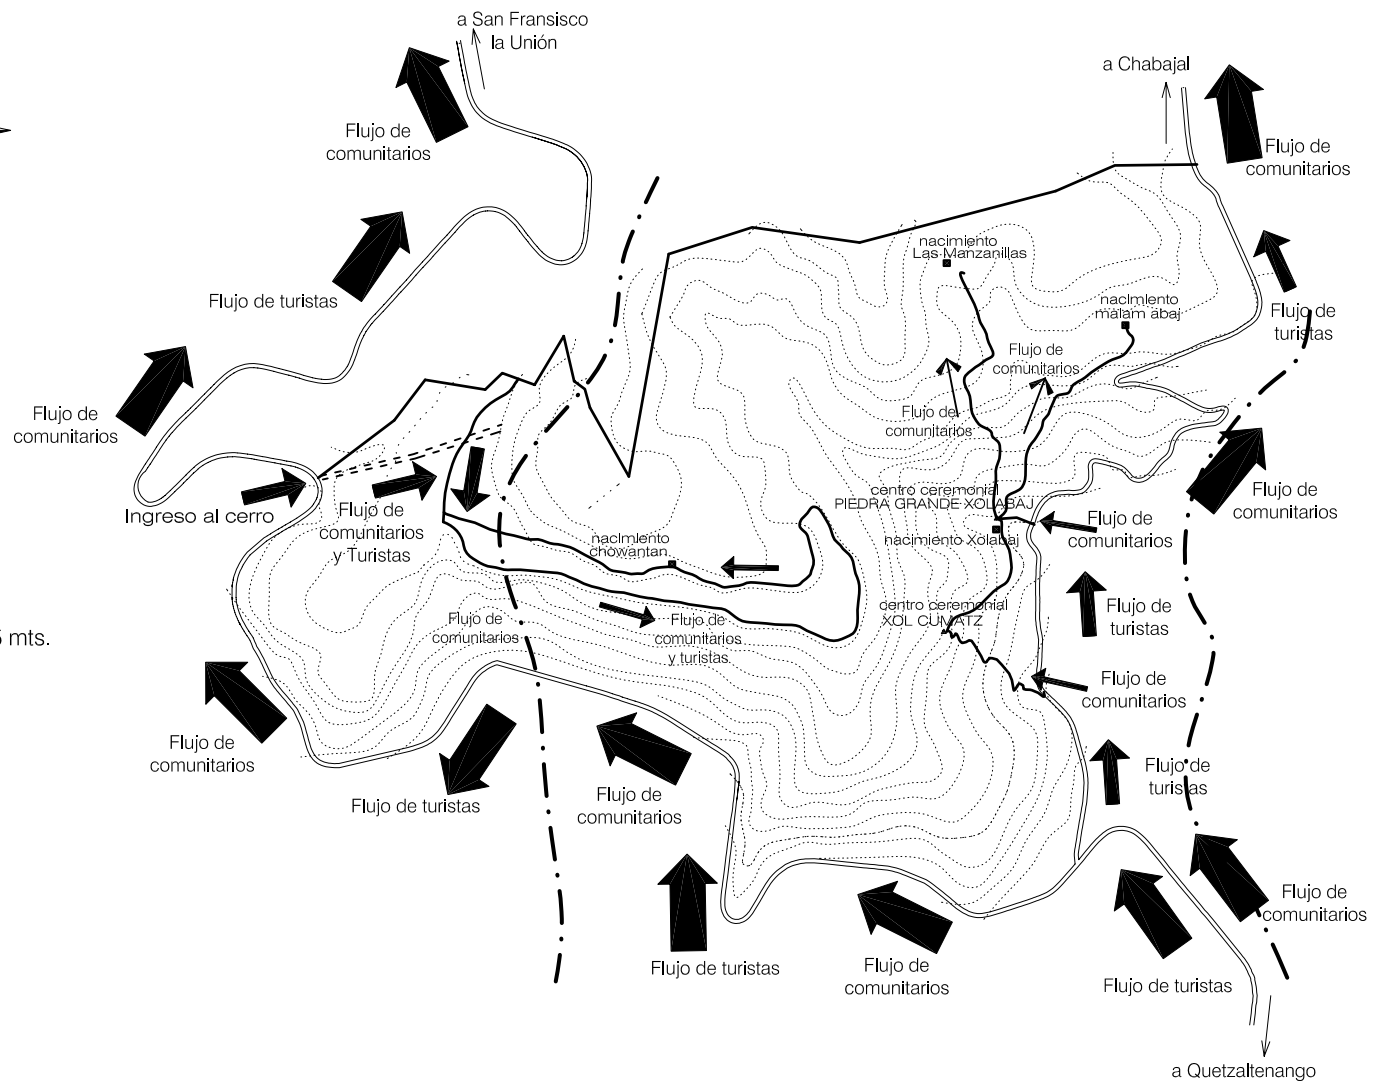 a San Fransisco
la Unión
a Chabajal
Flujo de
comunitarios
Flujo de
comunitarios
Flujo de turistas
nacimiento
Las Manzanillas
nacimiento
malam abaj
Flujo de
turistas
Flujo de
comunitarios
Flujo de
comunitarios
Flujo de
comunitarios
Flujo de
comunitarios
Ingreso al cerro
Flujo de
comunitarios
y Turistas
centro ceremonial
PIEDRA GRANDE XOLABAJ
nacimiento Xolabaj
nacimiento
chowantan
Flujo de
comunitarios
Flujo de
comunitarios
Flujo de
comunitarios
y turistas
centro ceremonial
XOL CUMATZ
Flujo de
turistas
5 mts.
Flujo de
comunitarios
Flujo de
comunitarios
Flujo de turistas
Flujo de
comunitarios
Flujo de
turistas
Flujo de
comunitarios
Flujo de turistas
Flujo de
comunitarios
Flujo de turistas
a Quetzaltenango